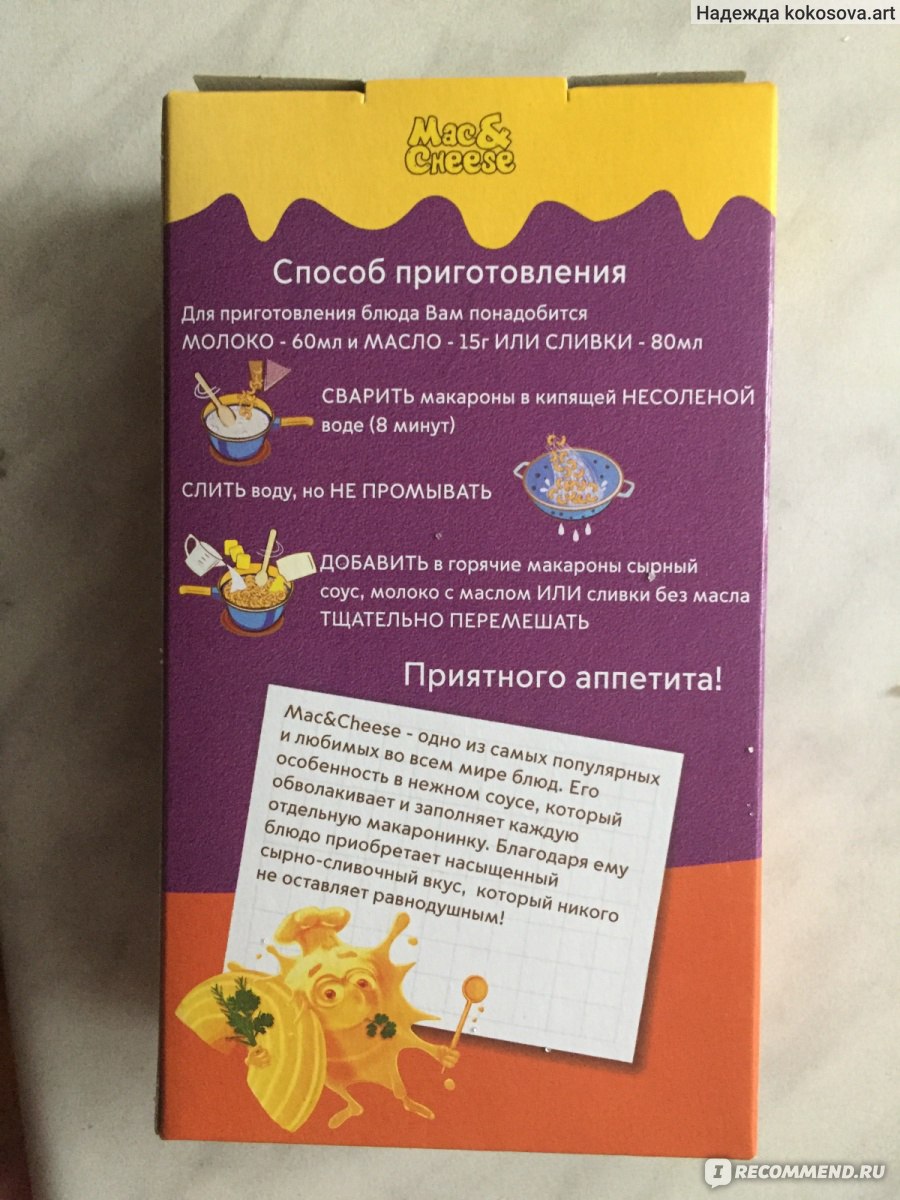 Надежда kokosova.art
Mac&
Cheese
Способ приготовления
Для приготовления блюда Вам понадобится
МОЛОКО - 60мл и МАСЛО - 15г ИЛИ СЛИВКИ - 80мл
СВАРИТЬ макароны в кипящей НЕСОЛЕНОЙ
воде (8 минут)
СЛИТЬ воду, но НЕ ПРОМЫВАТЬ
ДОБАВИТЬ в горячие макароны сырный
соус, молоко с маслом ИЛИ сливки без масла
ТЩАТЕЛЬНО ПЕРЕМЕШАТЬ
Приятного аппетита!
Mac&Cheese - одно из самых популярных
и любимых во всем мире блюд. Его
особенность в нежном соусе, который
обволакивает и заполняет каждую
отдельную макаронинку. Благодаря ему
блюдо приобретает насыщенный
сырно-сливочный вкус, который никого
не оставляет равнодушным!
I RECOMMEND.RU